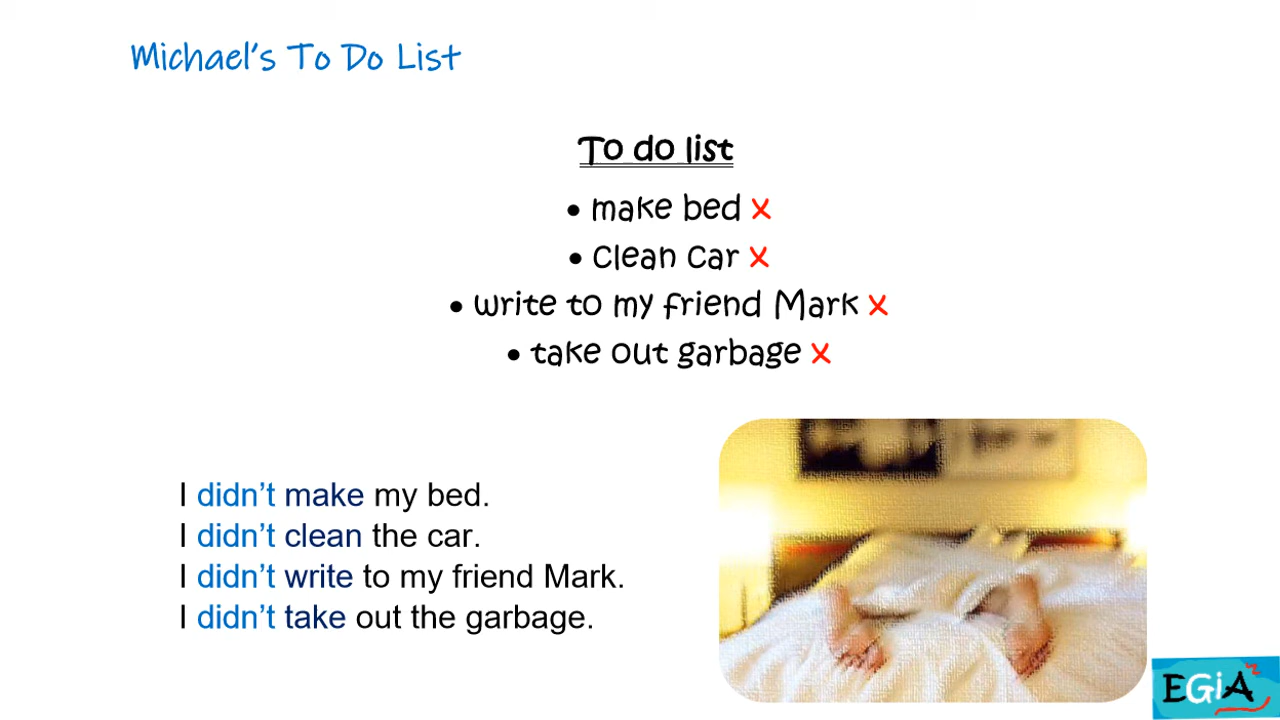 Michael's To Do List
To do list
• make bed x
• clean car x
• write to my friend Mark x
• take out garbage x
I didn't make my bed.
I didn't clean the car.
I didn't write to my friend Mark.
I didn't take out the garbage.
EGiA